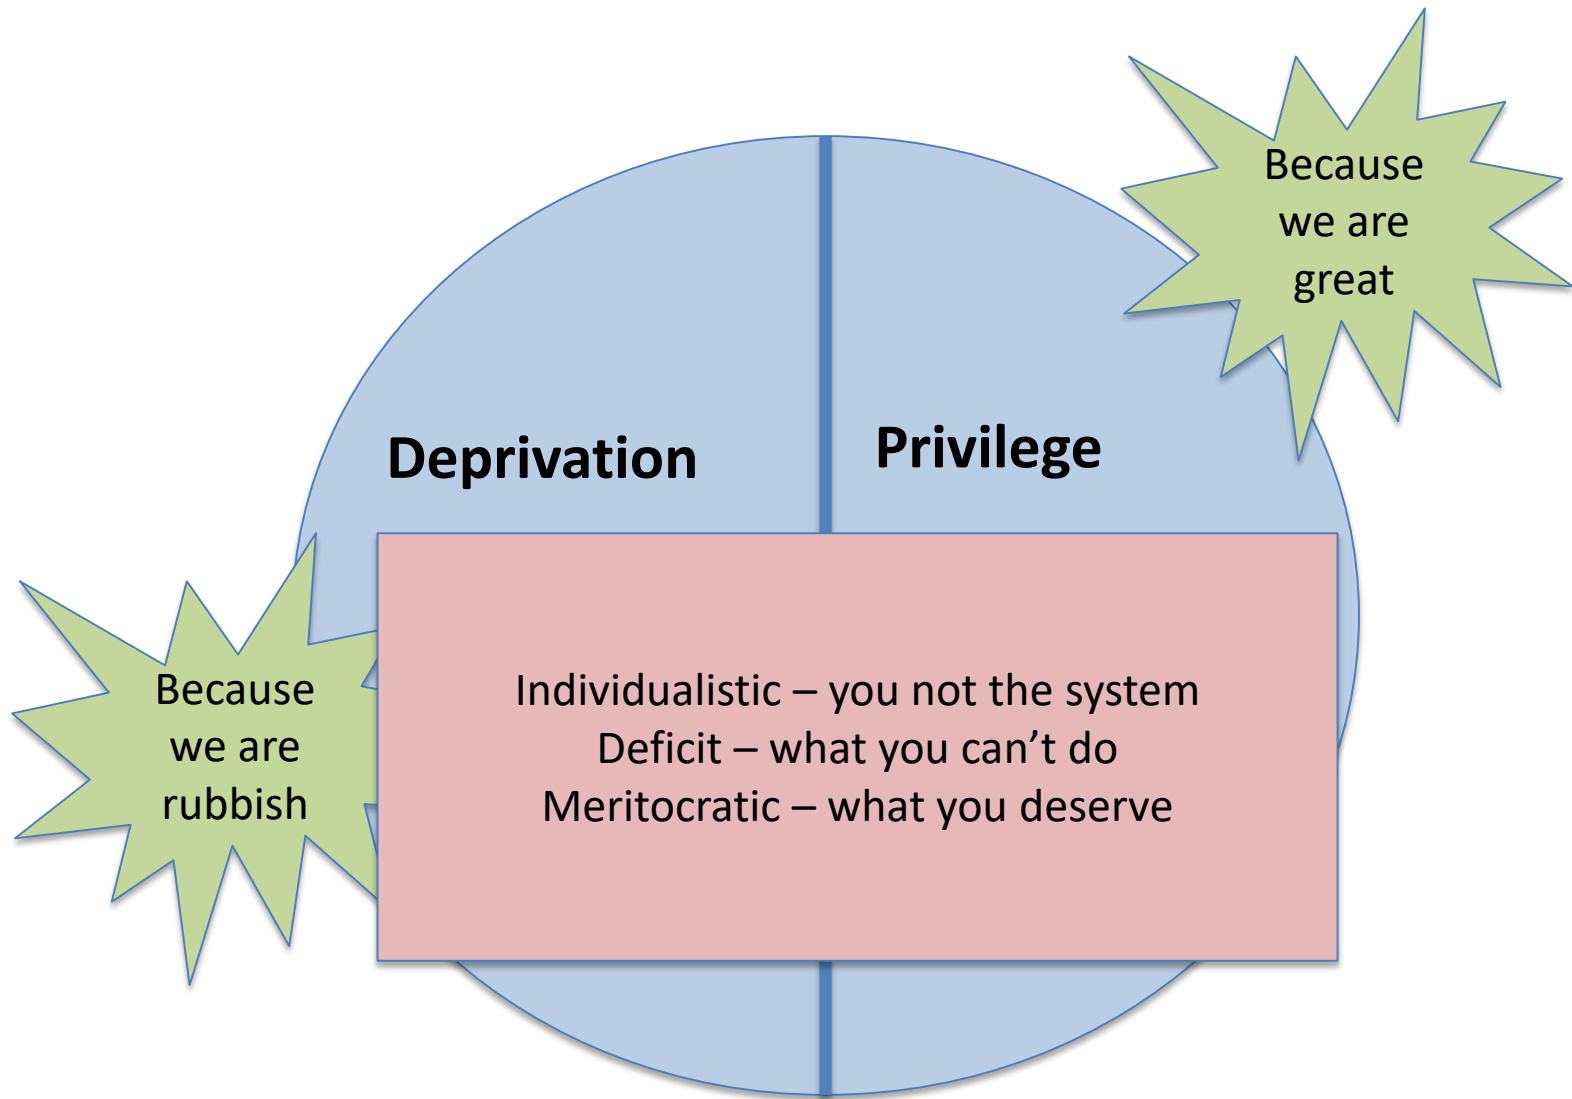 Because
we are
great
Deprivation
Privilege
Because
we are
rubbish
Individualistic – you not the system
Deficit – what you can’t do
Meritocratic – what you deserve